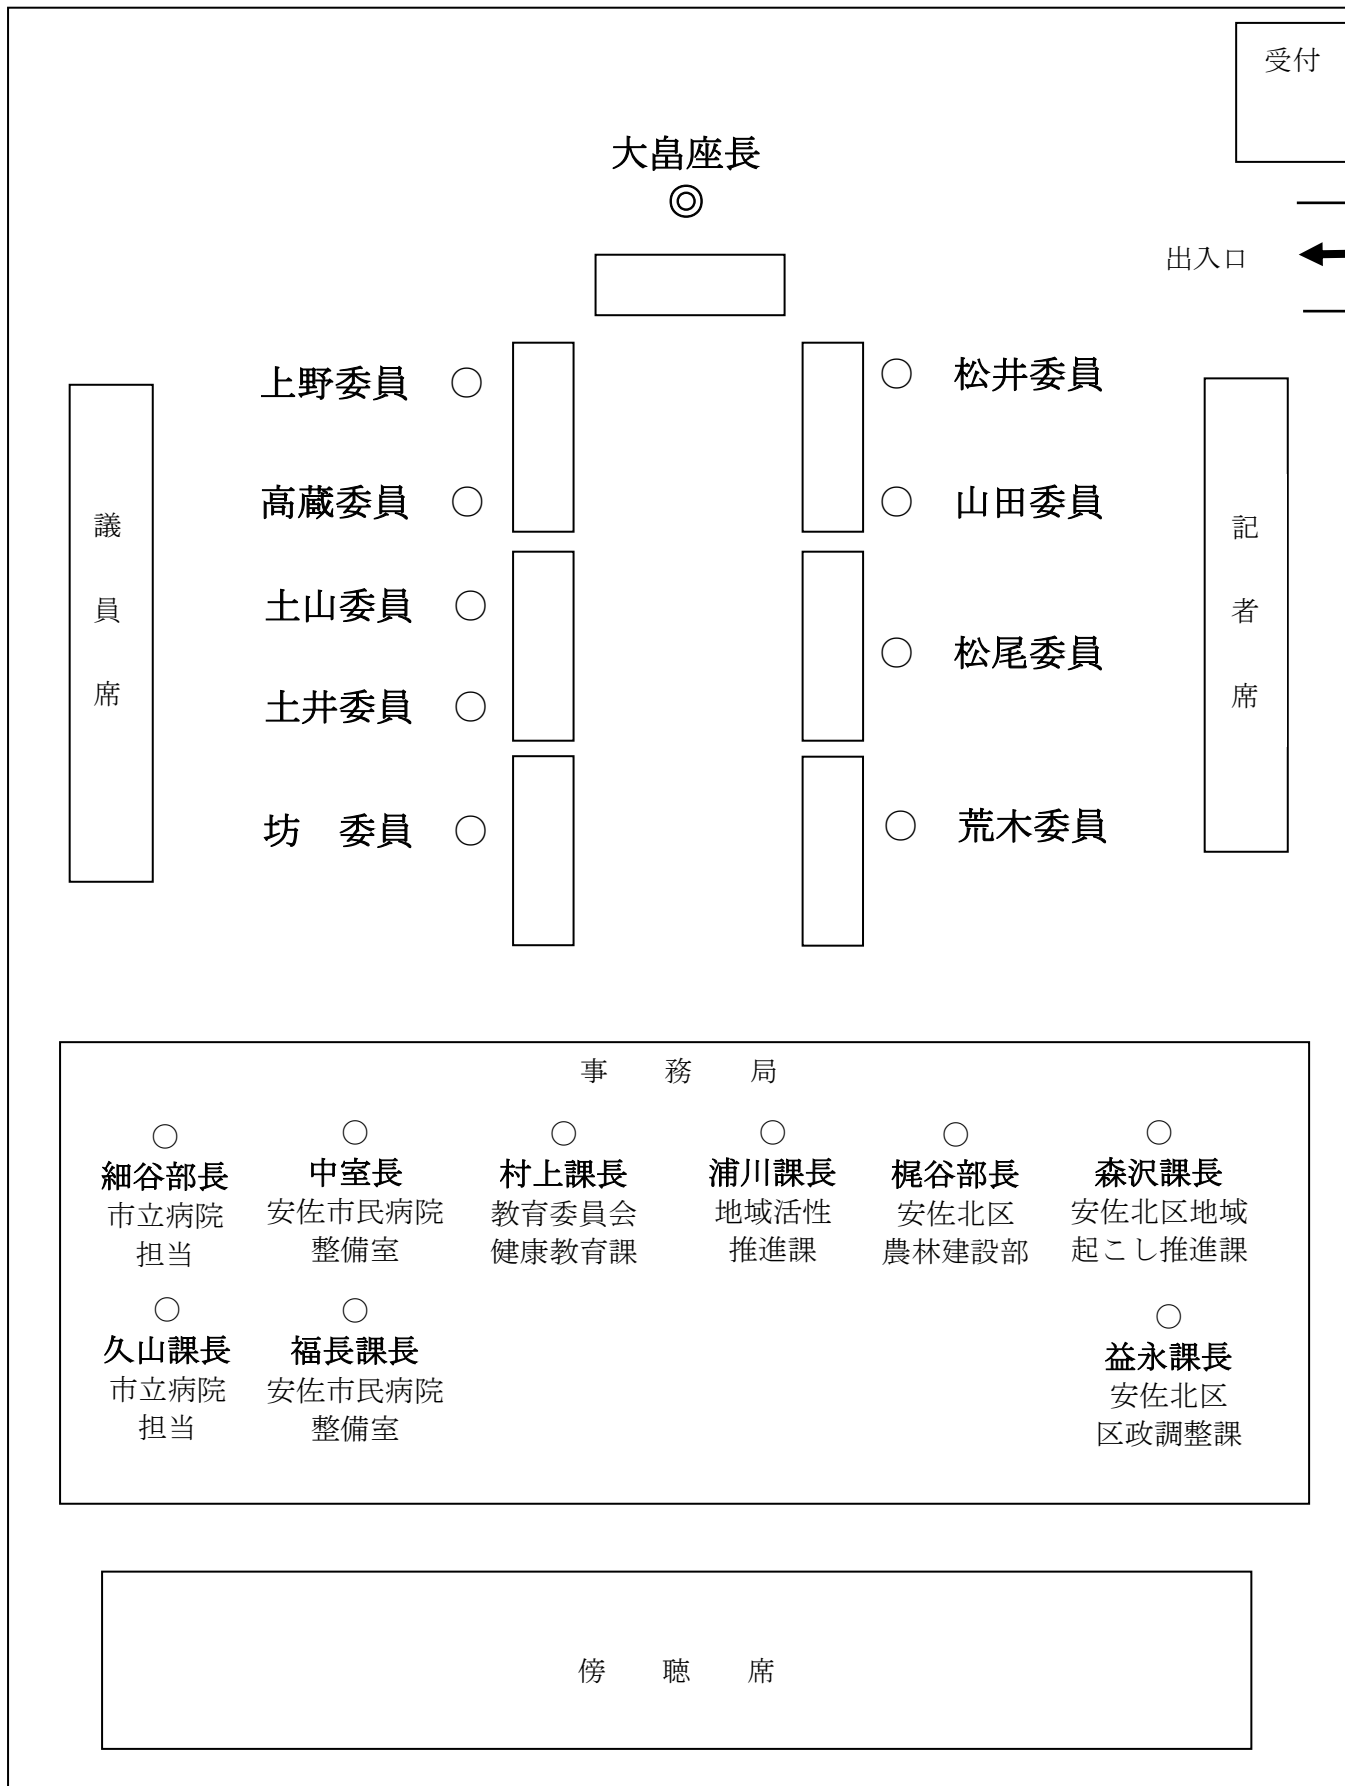 受付
大畠座長
出入口
上野委員
松井委員
高蔵委員
山田委員
土山委員
松尾委員
土井委員
坊　委員
荒木委員
議員席
記者席
事　務　局
細谷部長
市立病院
担当
中室長
安佐市民病院
整備室
村上課長
教育委員会
健康教育課
浦川課長
地域活性
推進課
梶谷部長
安佐北区
農林建設部
森沢課長
安佐北区地域
起こし推進課
久山課長
市立病院
担当
福長課長
安佐市民病院
整備室
益永課長
安佐北区
区政調整課
傍　聴　席